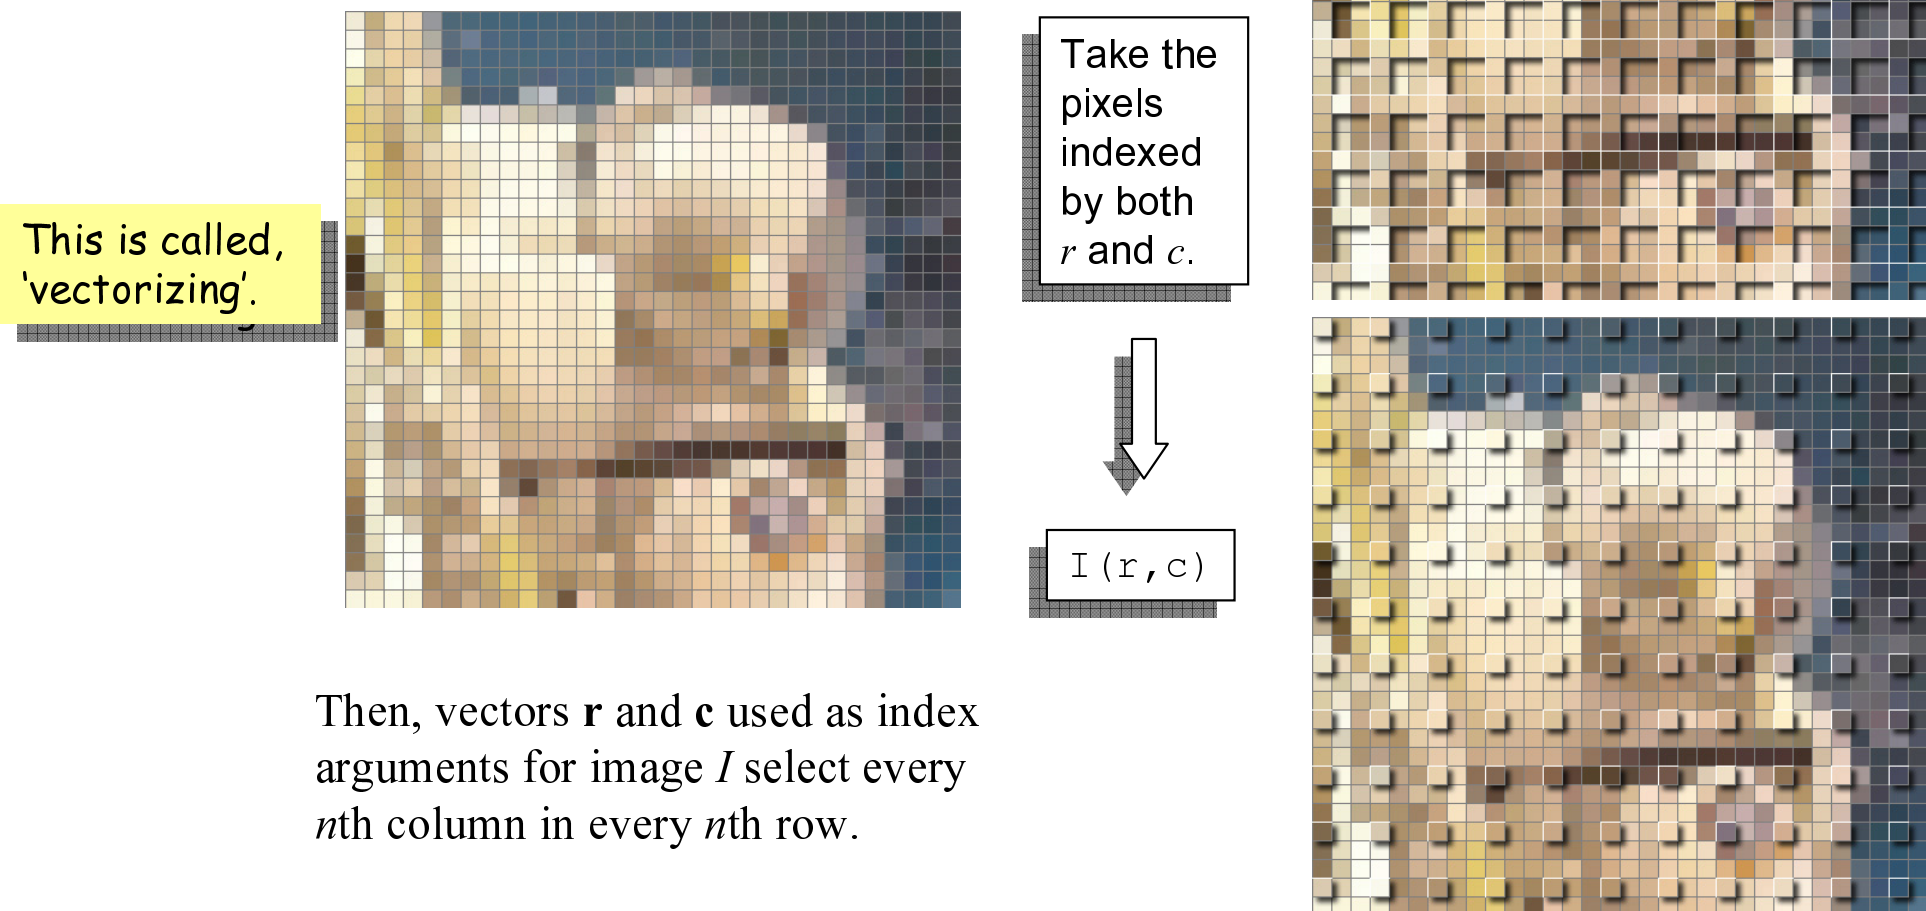 This is called,
'vectorizing'.
Take the
pixels
indexed
by both
r and c.
I(r,c)
Then, vectors r and c used as index
arguments for image I select every
nth column in every nth row.